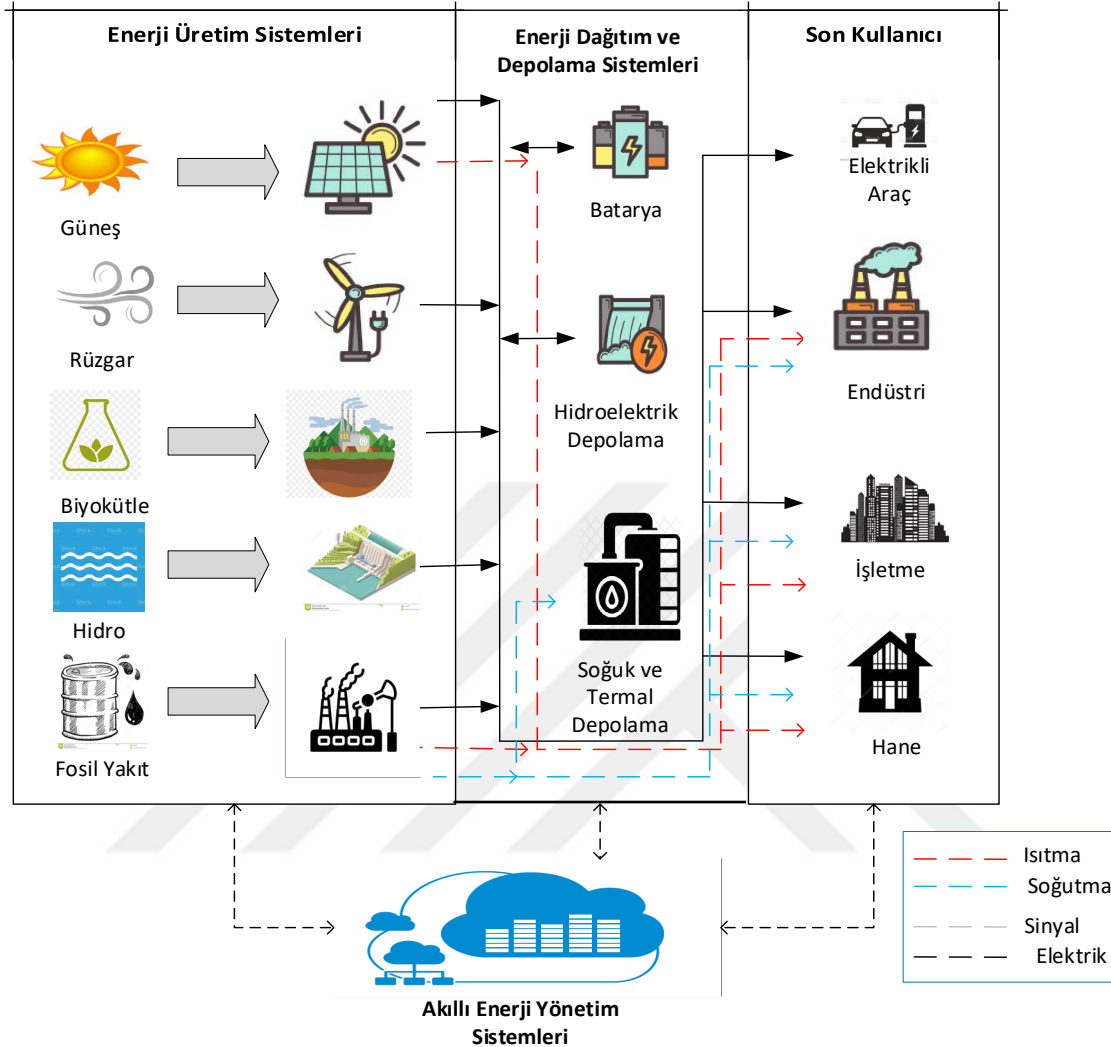 Enerji Üretim Sistemleri
Güneş
Rüzgar
Biyokütle
Hidro
Fosil Yakıt
Enerji Dağıtım ve
Depolama Sistemleri
Batarya
Hidroelektrik
Depolama
Soğuk ve
Termal
Depolama
Son Kullanıcı
Elektrikli
Araç
Endüstri
İşletme
Hane
Akıllı Enerji Yönetim
Sistemleri
Isıtma
Soğutma
Sinyal
Elektrik